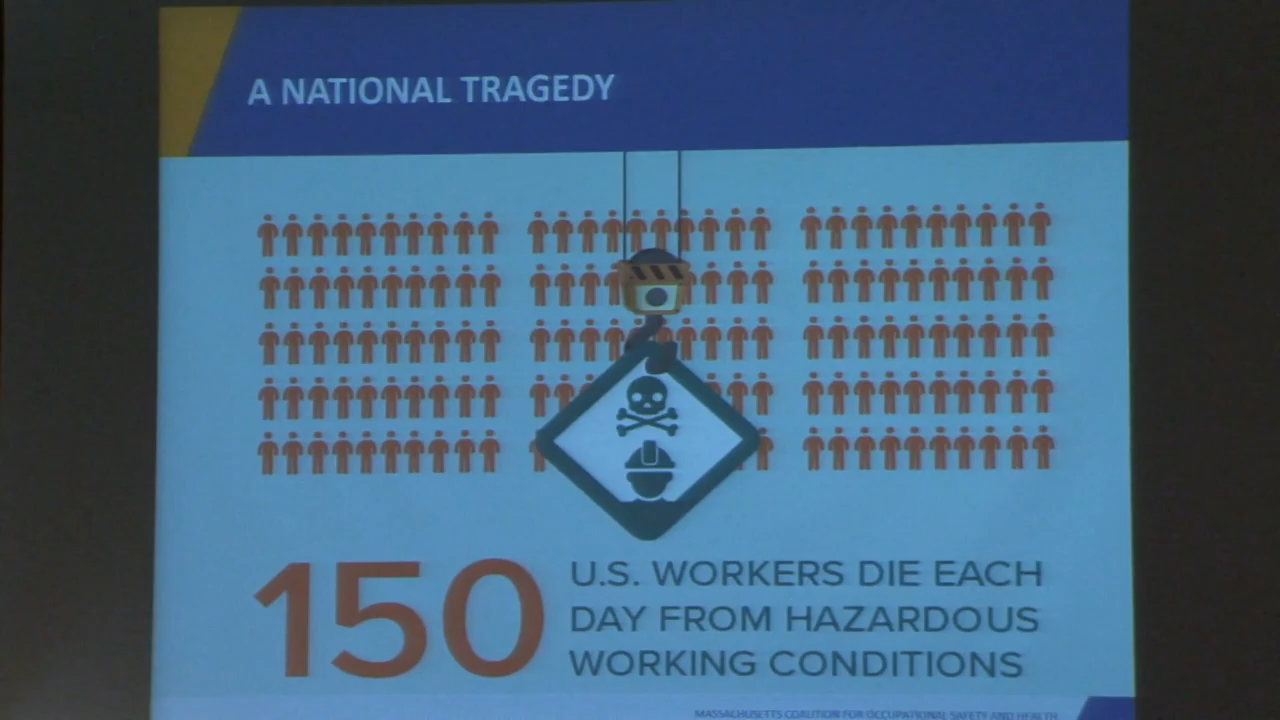 A NATIONAL TRAGEDY
150
U.S. WORKERS DIE EACH
DAY FROM HAZARDOUS
WORKING CONDITIONS
MASSACHUSETTS COALITION FOR OCCUPATIONAL SAFETY AND HEALTH